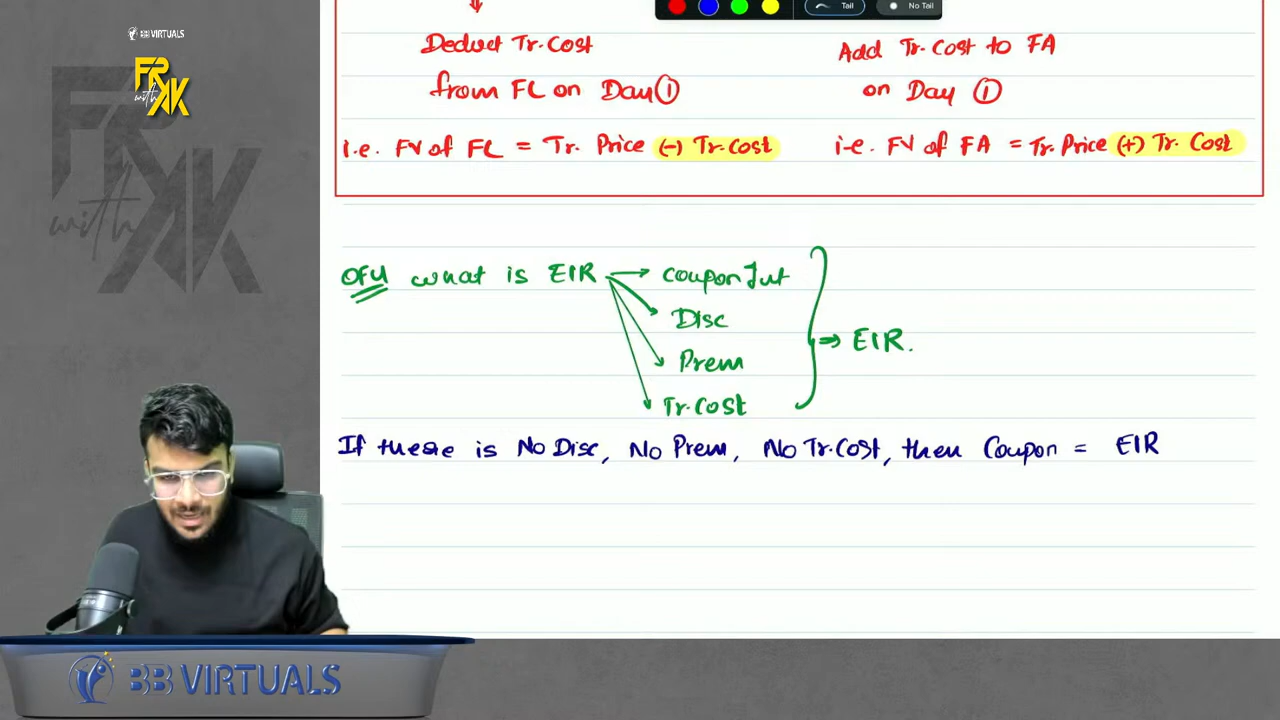 BB VIRTUALS
FR
with AK
Tail
No Tail
Deduct Tr.Cost
from FL on Day ①
i.e. FV of FL = Tr. Price (-) Tr.Cost
Add Tr.Cost to FA
on Day ①
i.e. FV of FA = Tr. Price (+) Tr. Cost
what is EIR
Coupon Int
Disc
Prem
Tr.Cost
⇒ EIR.
If there is No Disc, No Prem, No Tr.Cost, then Coupon = EIR
BB VIRTUALS